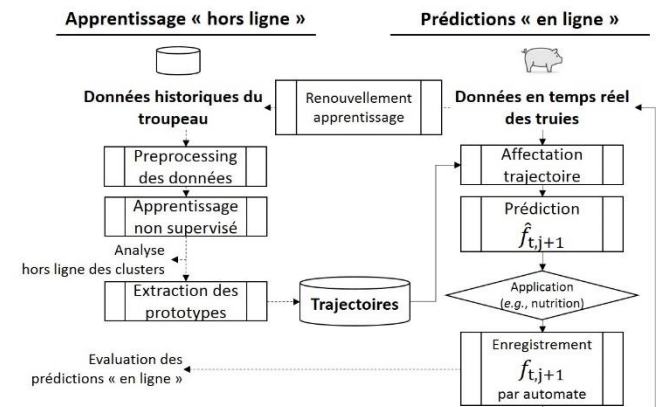 Apprentissage « hors ligne »
Prédictions « en ligne »
Données historiques du
troupeau
Renouvellement
apprentissage
Données en temps réel
des truies
Preprocessing
des données
Apprentissage
non supervisé
Analyse
hors ligne des clusters
Extraction des
prototypes
Trajectoires
Affectation
trajectoire
Prédiction
f̂t,j+1
Application
(e.g., nutrition)
Enregistrement
ft,j+1
par automate
Evaluation des
prédictions « en ligne »